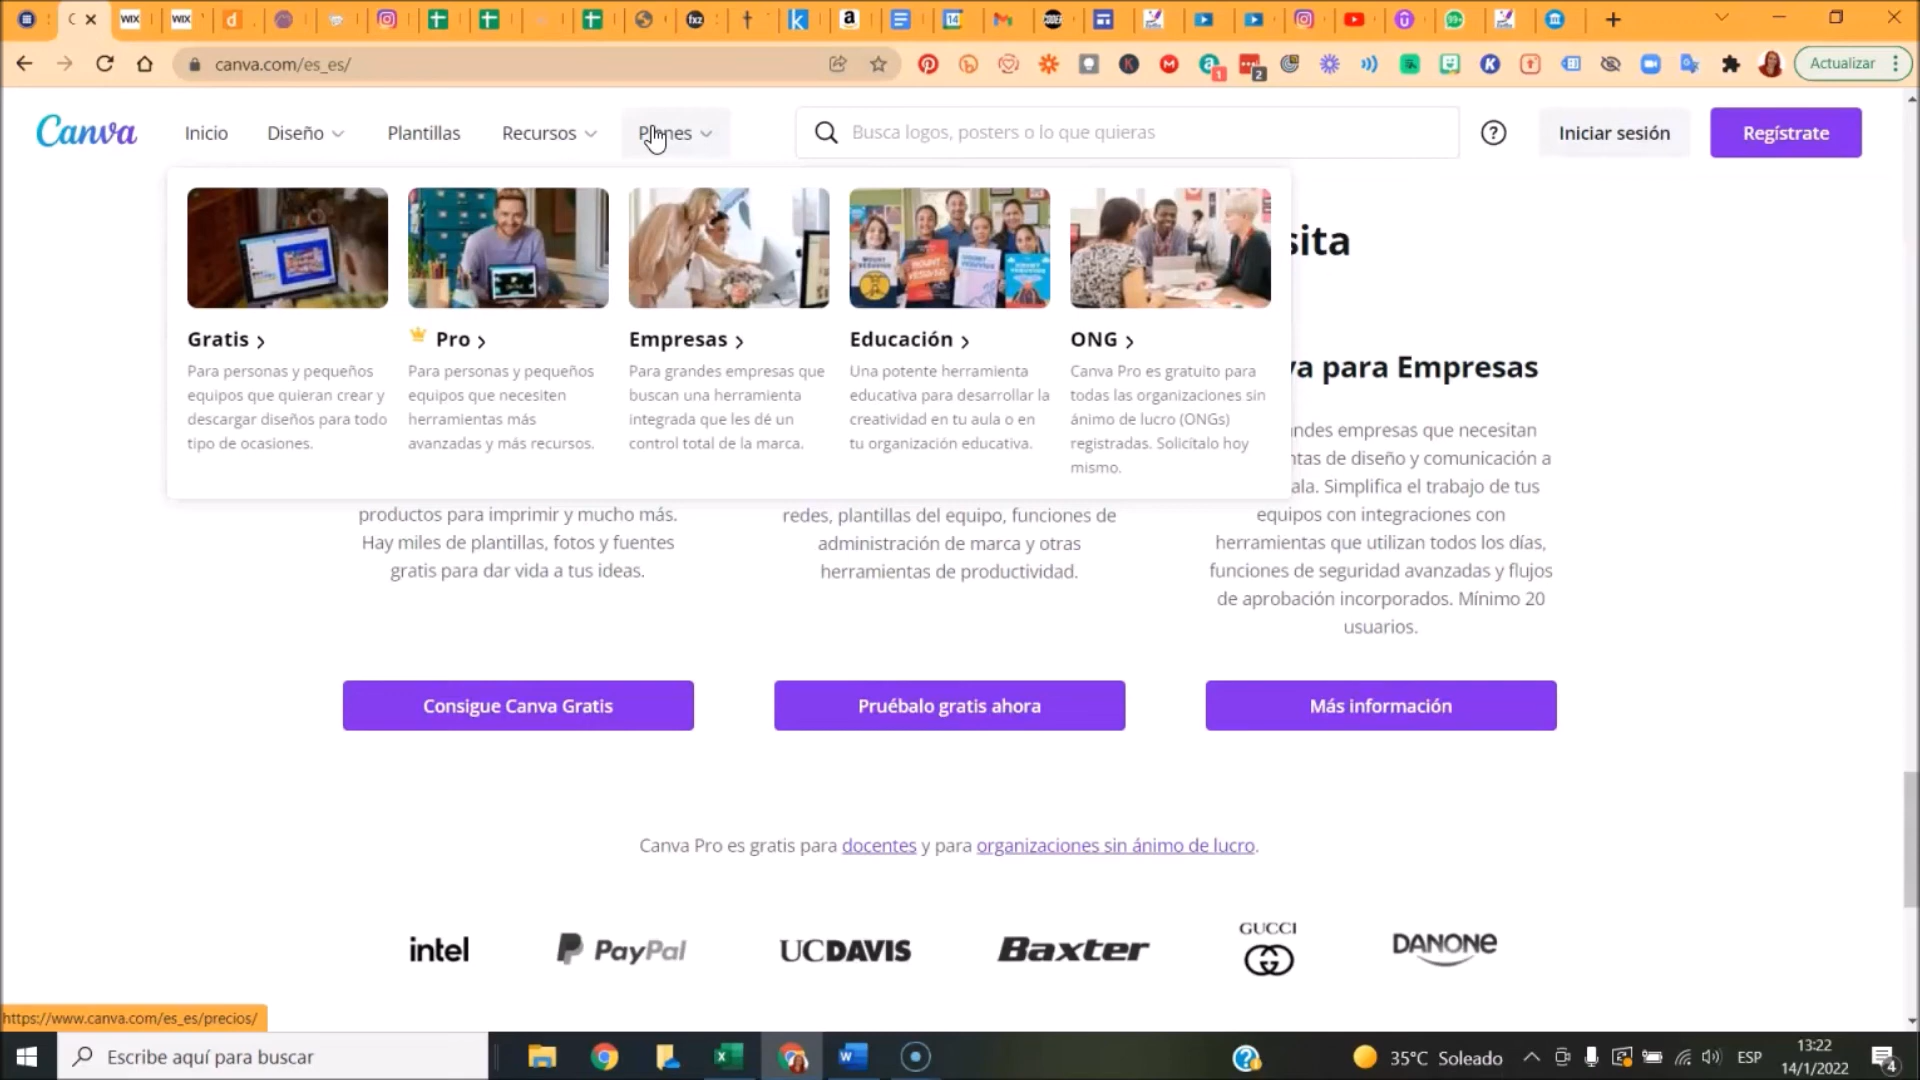 WIX
WIX
d
fxz
K
a
14
CODER
99+
canva.com/es_es/
1
2
Actualizar
Canva
Inicio
Diseño
Plantillas
Recursos
Planes
Busca logos, posters o lo que quieras
Iniciar sesión
Regístrate
sita
Gratis
Para personas y pequeños
equipos que quieran crear y
descargar diseños para todo
tipo de ocasiones.
Pro
Para personas y pequeños
equipos que necesiten
herramientas más
avanzadas y más recursos.
Empresas
Para grandes empresas que
buscan una herramienta
integrada que les dé un
control total de la marca.
Educación
Una potente herramienta
educativa para desarrollar la
creatividad en tu aula o en
tu organización educativa.
ONG
Canva Pro es gratuito para
todas las organizaciones sin
ánimo de lucro (ONGs)
registradas. Solicítalo hoy
mismo.
va para Empresas
andes empresas que necesitan
ntas de diseño y comunicación a
ala. Simplifica el trabajo de tus
equipos con integraciones con
herramientas que utilizan todos los días,
funciones de seguridad avanzadas y flujos
de aprobación incorporados. Mínimo 20
usuarios.
productos para imprimir y mucho más.
Hay miles de plantillas, fotos y fuentes
gratis para dar vida a tus ideas.
redes, plantillas del equipo, funciones de
administración de marca y otras
herramientas de productividad.
Consigue Canva Gratis
Pruébalo gratis ahora
Más información
Canva Pro es gratis para docentes y para organizaciones sin ánimo de lucro.
intel
PayPal
UCDAVIS
Baxter
GUCCI
DANONE
https://www.canva.com/es_es/precios/
Escribe aquí para buscar
35°C Soleado
ESP
13:22
14/1/2022
4